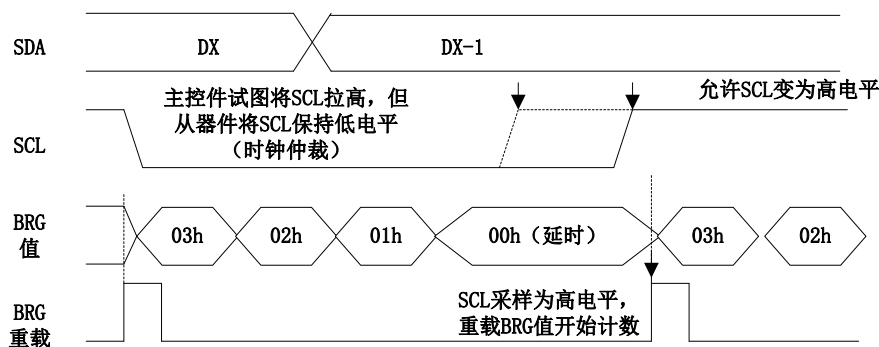 SDA
DX
DX-1
主控件试图将SCL拉高，但
从器件将SCL保持低电平
（时钟仲裁）
允许SCL变为高电平
SCL
BRG
值
03h
02h
01h
00h（延时）
03h
02h
BRG
重载
SCL采样为高电平，
重载BRG值开始计数